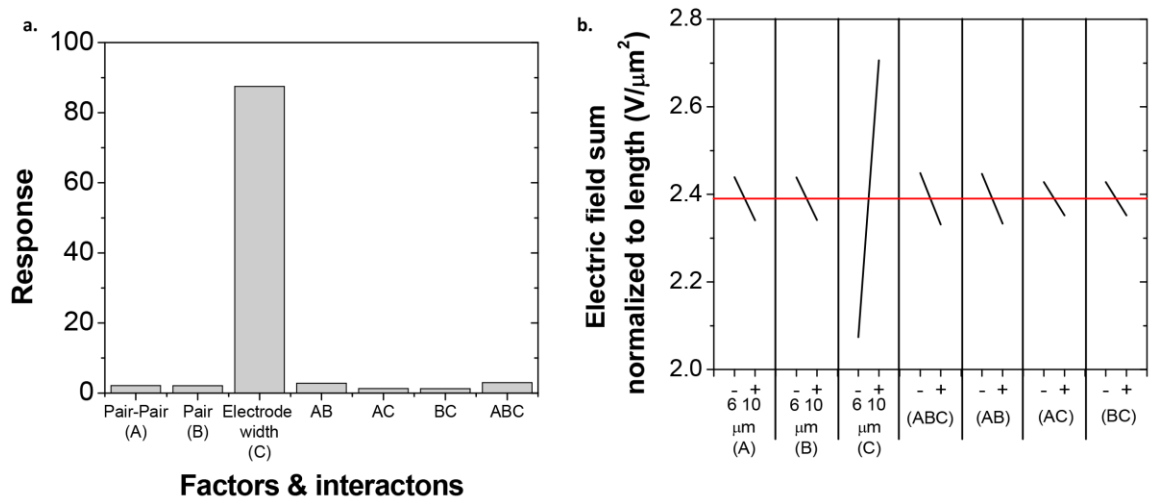 a.
Response
100
80
60
40
20
0
Pair-Pair (A)
Pair (B)
Electrode width (C)
AB
AC
BC
ABC
Factors & interactons
b.
Electric field sum
normalized to length (V/μm²)
2.8
2.6
2.4
2.2
2.0
- +
6 10
μm
(A)
- +
6 10
μm
(B)
- +
6 10
μm
(C)
- +
(ABC)
- +
(AB)
- +
(AC)
- +
(BC)